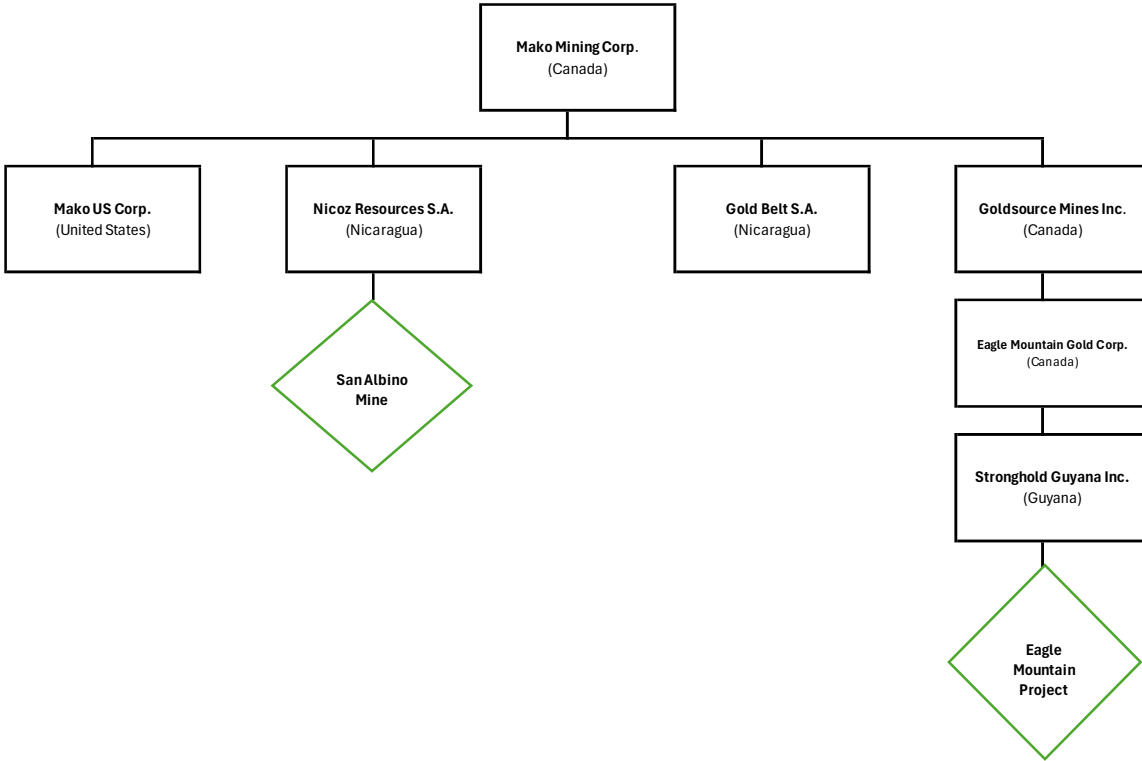 Mako Mining Corp.
(Canada)
Mako US Corp.
(United States)
Nicoz Resources S.A.
(Nicaragua)
Gold Belt S.A.
(Nicaragua)
Goldsource Mines Inc.
(Canada)
San Albino
Mine
Eagle Mountain Gold Corp.
(Canada)
Stronghold Guyana Inc.
(Guyana)
Eagle
Mountain
Project